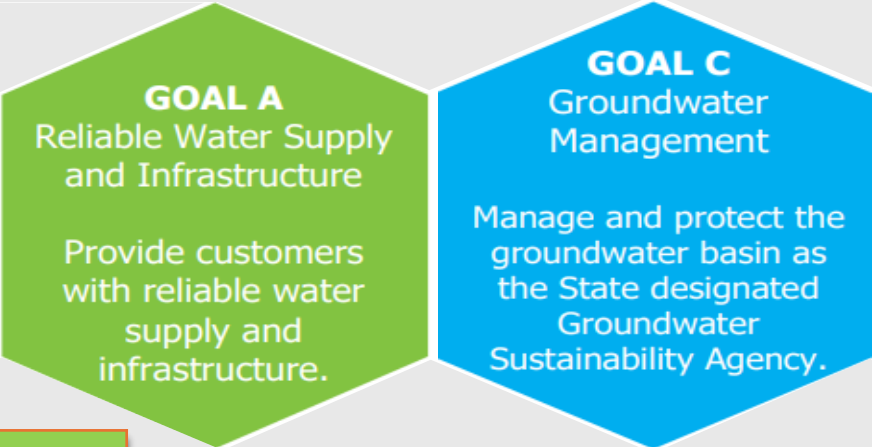 GOAL A
Reliable Water Supply
and Infrastructure
Provide customers
with reliable water
supply and
infrastructure.
GOAL C
Groundwater
Management
Manage and protect the
groundwater basin as
the State designated
Groundwater
Sustainability Agency.